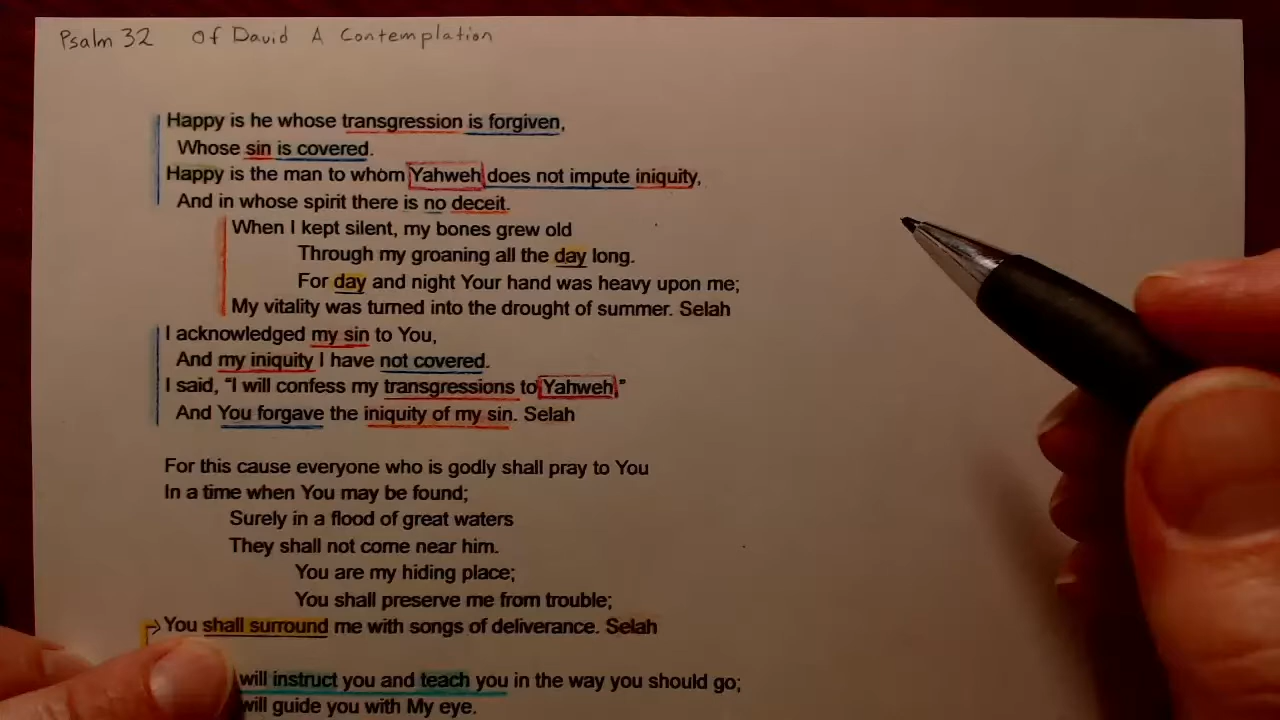 Psalm 32 Of David A Contemplation
Happy is he whose transgression is forgiven,
Whose sin is covered.
Happy is the man to whom Yahweh does not impute iniquity,
And in whose spirit there is no deceit.
When I kept silent, my bones grew old
Through my groaning all the day long.
For day and night Your hand was heavy upon me;
My vitality was turned into the drought of summer. Selah
I acknowledged my sin to You,
And my iniquity I have not covered.
I said, “I will confess my transgressions to Yahweh,”
And You forgave the iniquity of my sin. Selah
For this cause everyone who is godly shall pray to You
In a time when You may be found;
Surely in a flood of great waters
They shall not come near him.
You are my hiding place;
You shall preserve me from trouble;
You shall surround me with songs of deliverance. Selah
will instruct you and teach you in the way you should go;
will guide you with My eye.